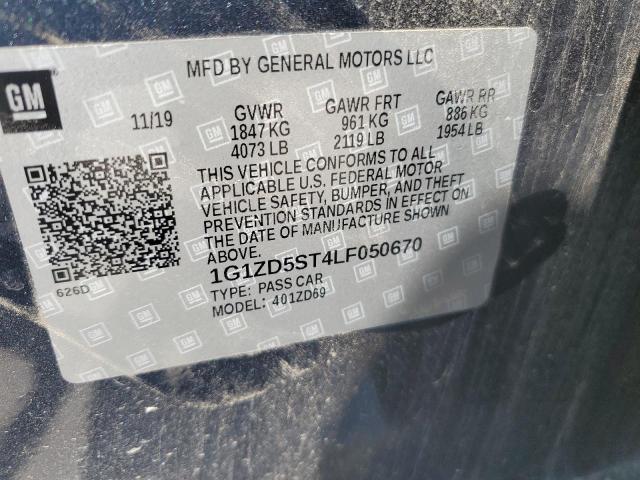 MFD BY GENERAL MOTORS LLC
GM
11/19
GVWR
1847 KG
4073 LB
GAWR FRT
961 KG
2119 LB
GAWR RR
886 KG
1954 LB
THIS VEHICLE CONFORMS TO ALL
APPLICABLE U.S. FEDERAL MOTOR
VEHICLE SAFETY, BUMPER, AND THEFT
PREVENTION STANDARDS IN EFFECT ON
THE DATE OF MANUFACTURE SHOWN
ABOVE.
1G1ZD5ST4LF050670
TYPE: PASS CAR
MODEL: 401ZD69
626D